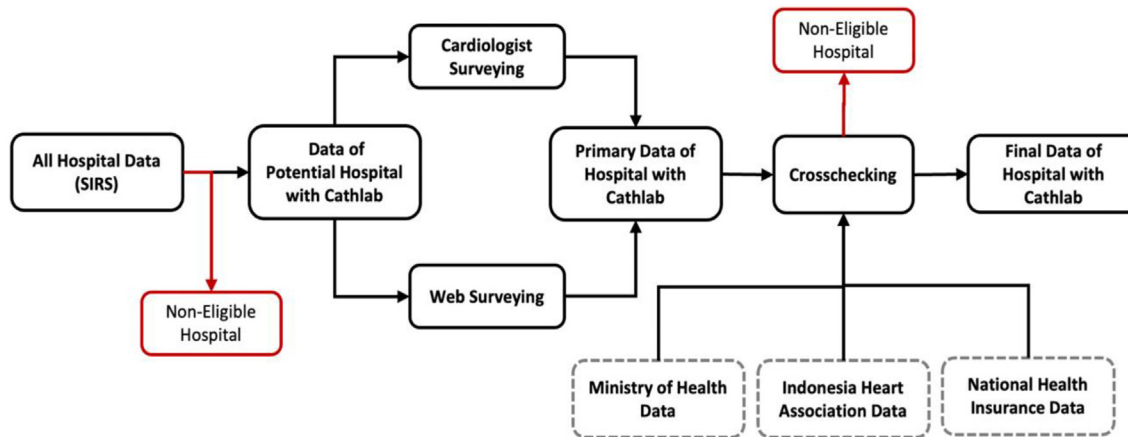 Cardiologist
Surveying
Non-Eligible
Hospital
All Hospital Data
(SIRS)
Data of
Potential Hospital
with Cathlab
Primary Data of
Hospital with
Cathlab
Crosschecking
Final Data of
Hospital with
Cathlab
Non-Eligible
Hospital
Web Surveying
Ministry of Health
Data
Indonesia Heart
Association Data
National Health
Insurance Data